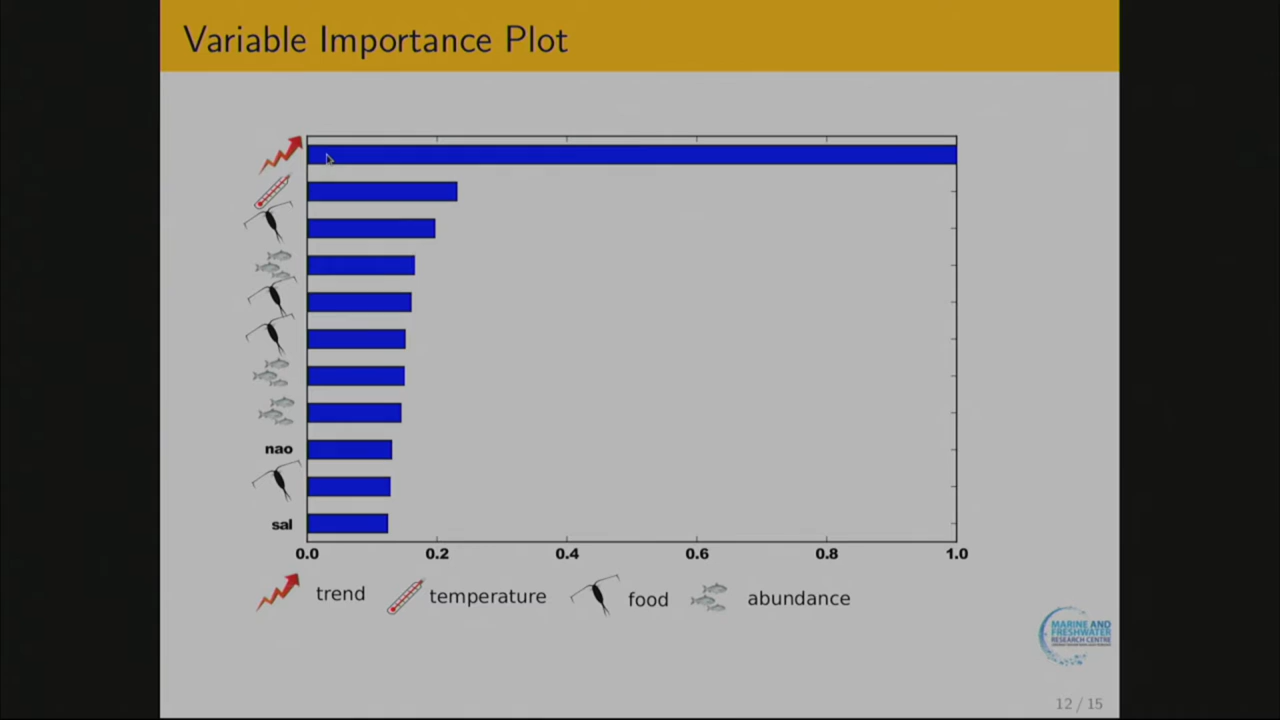 Variable Importance Plot
nao
sal
0.0 0.2 0.4 0.6 0.8 1.0
trend temperature food abundance
MARINE AND
FRESHWATER
RESEARCH CENTRE
12 / 15